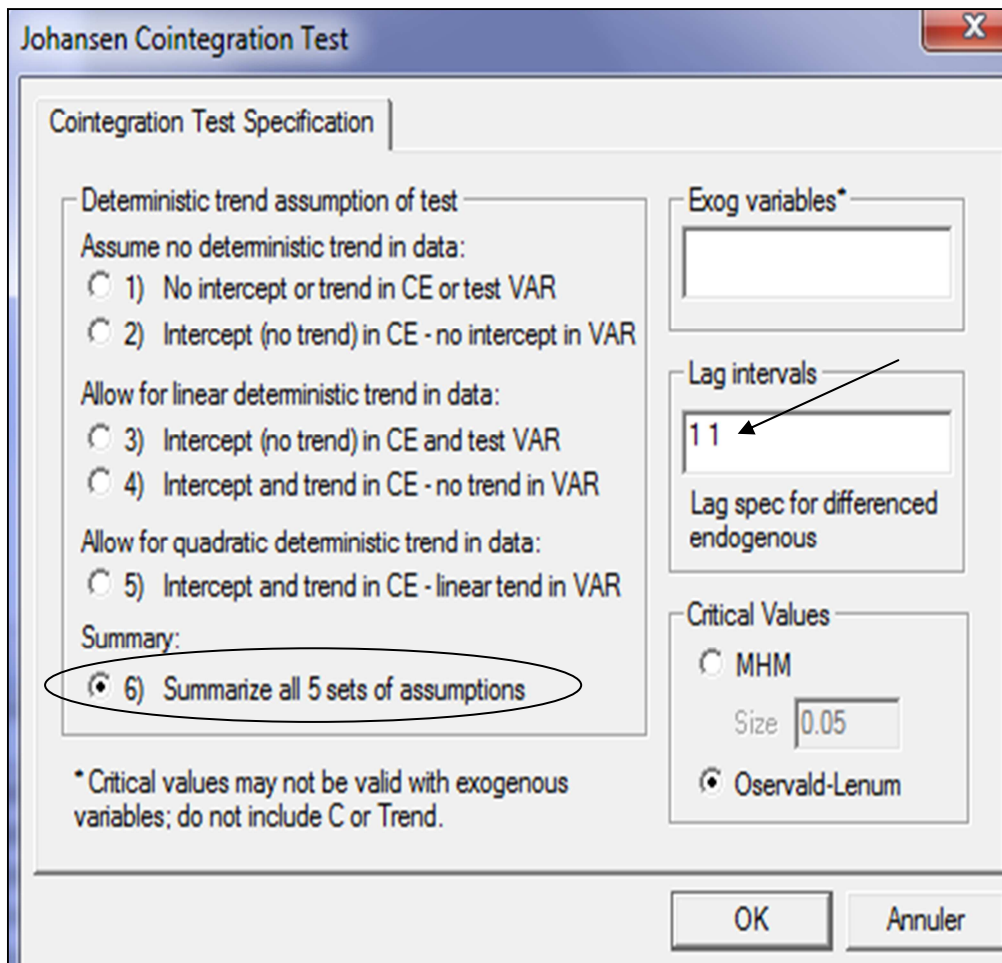 Johansen Cointegration Test
X
Cointegration Test Specification
Deterministic trend assumption of test
Assume no deterministic trend in data:
1) No intercept or trend in CE or test VAR
2) Intercept (no trend) in CE - no intercept in VAR
Allow for linear deterministic trend in data:
3) Intercept (no trend) in CE and test VAR
4) Intercept and trend in CE - no trend in VAR
Allow for quadratic deterministic trend in data:
5) Intercept and trend in CE - linear tend in VAR
Summary:
6) Summarize all 5 sets of assumptions
* Critical values may not be valid with exogenous
variables; do not include C or Trend.
Exog variables*
Lag intervals
1 1
Lag spec for differenced
endogenous
Critical Values
MHM
Size 0.05
Oservald-Lenum
OK
Annuler